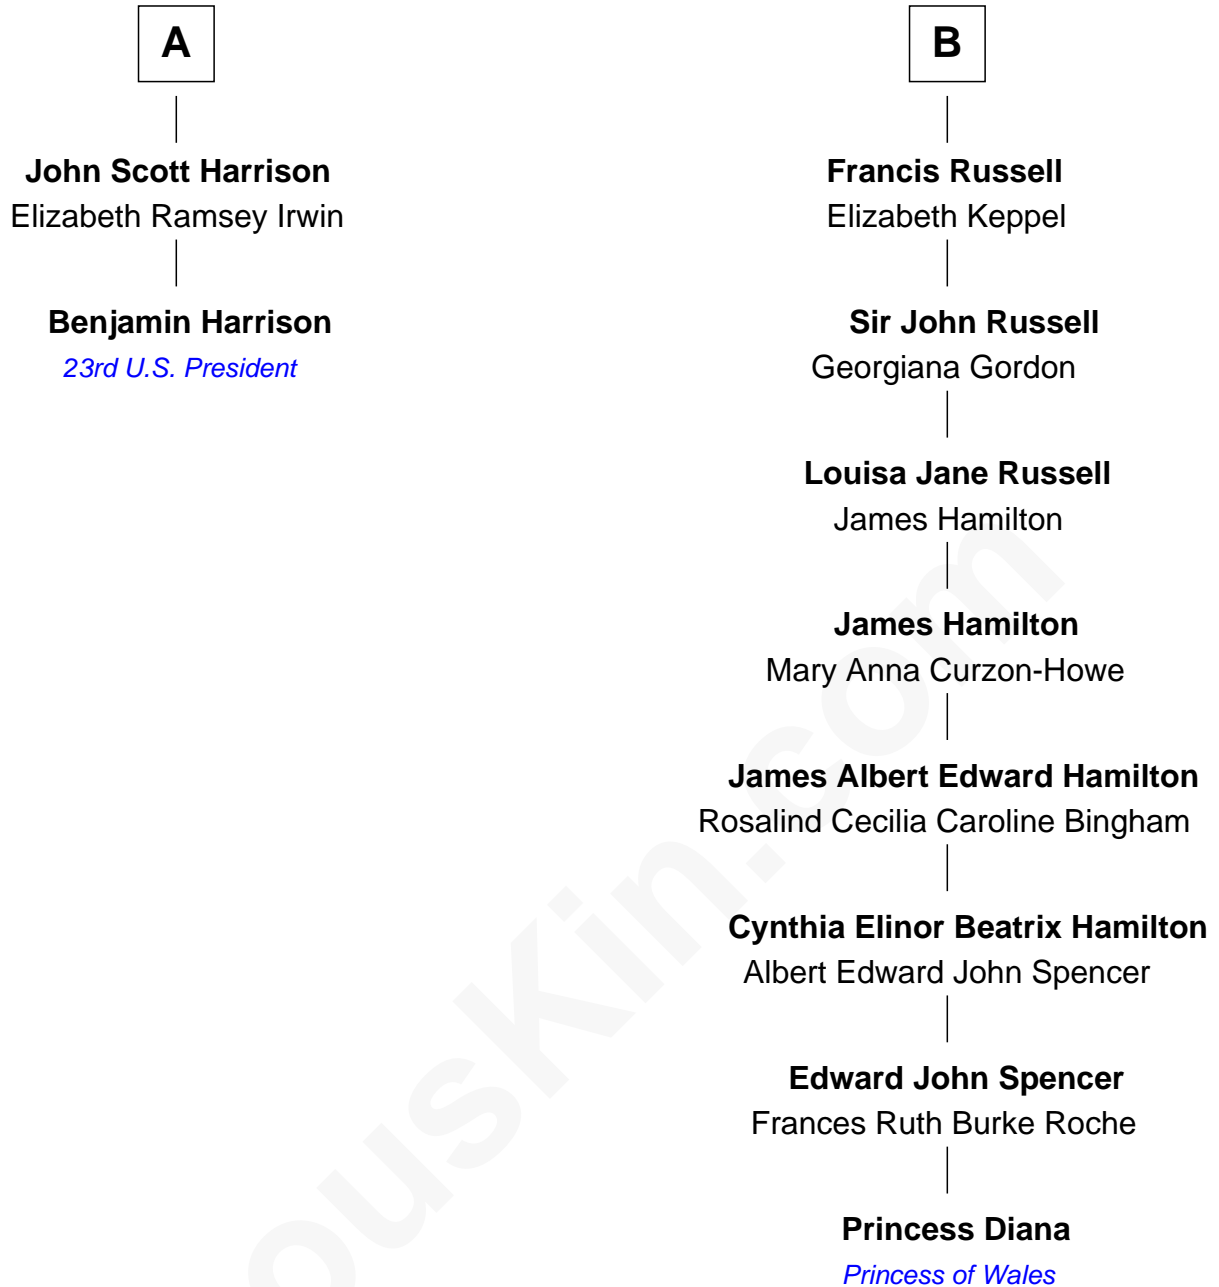 A
John Scott Harrison
Elizabeth Ramsey Irwin
Benjamin Harrison
23rd U.S. President
B
Francis Russell
Elizabeth Keppel
Sir John Russell
Georgiana Gordon
Louisa Jane Russell
James Hamilton
James Hamilton
Mary Anna Curzon-Howe
James Albert Edward Hamilton
Rosalind Cecilia Caroline Bingham
Cynthia Elinor Beatrix Hamilton
Albert Edward John Spencer
Edward John Spencer
Frances Ruth Burke Roche
Princess Diana
Princess of Wales
ousKin.com